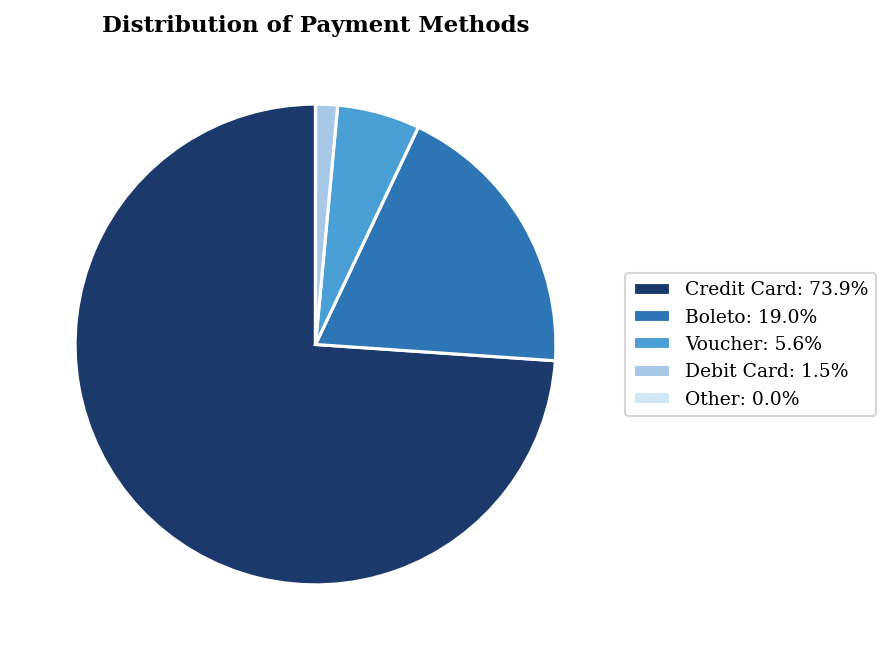 Distribution of Payment Methods
Credit Card: 73.9%
Boleto: 19.0%
Voucher: 5.6%
Debit Card: 1.5%
Other: 0.0%